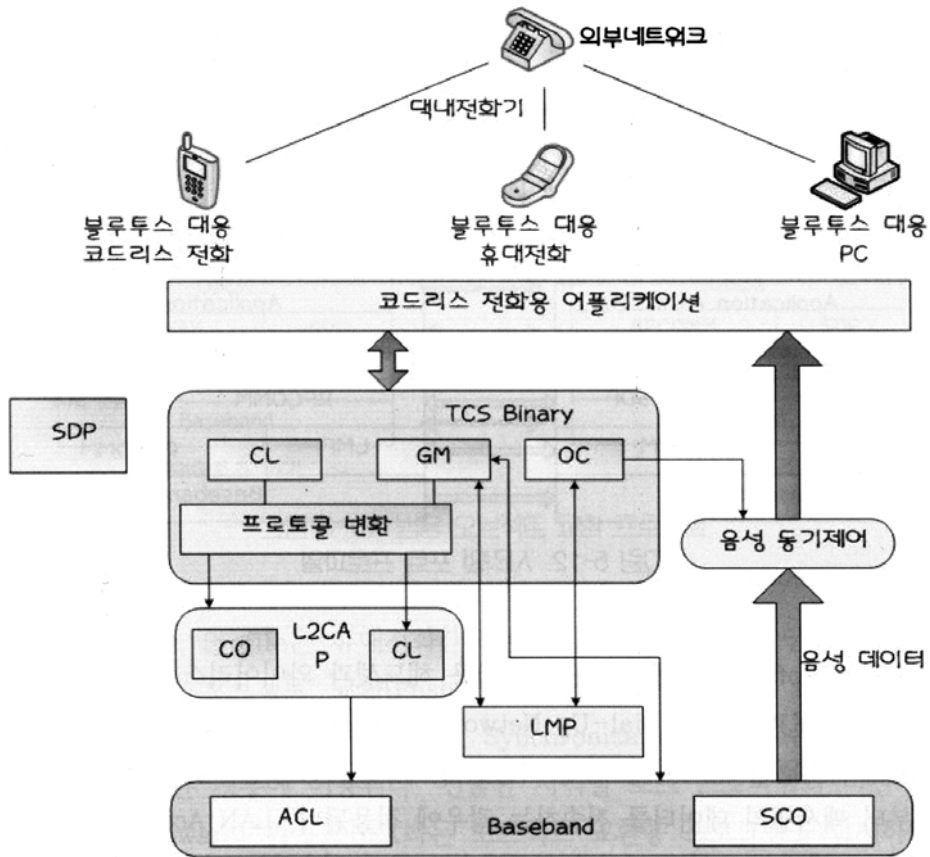 외부네트워크
댁내전화기
블루투스 대응
코드리스 전화
블루투스 대응
휴대전화
블루투스 대응
PC
코드리스 전화용 어플리케이션
SDP
TCS Binary
CL
GM
OC
프로토콜 변환
음성 동기제어
CO
L2CA
P
CL
음성 데이터
LMP
ACL
Baseband
SCO